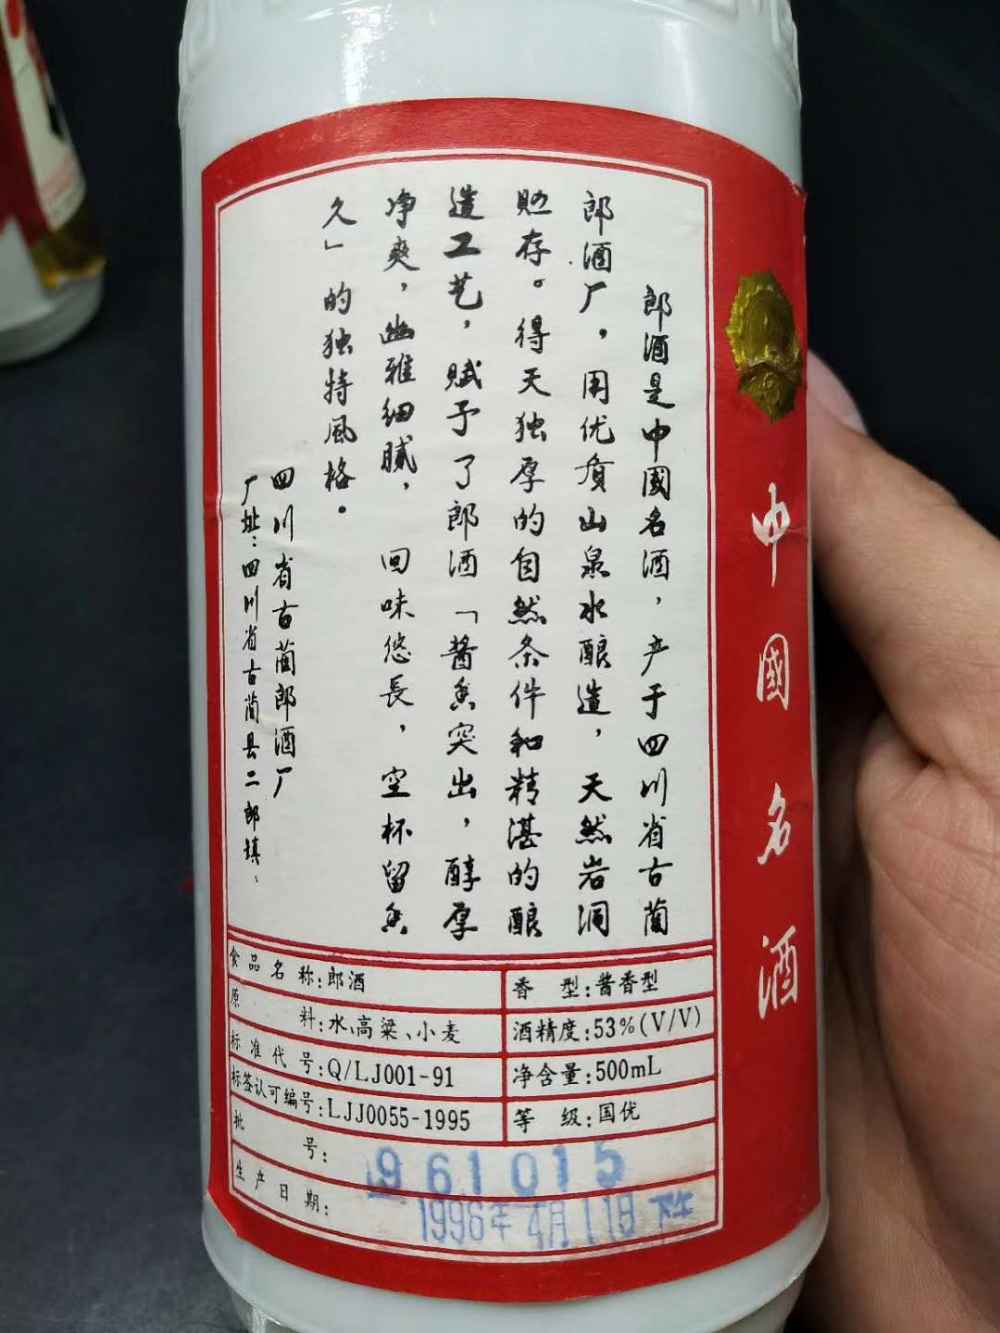 郎酒是中國名酒，产于四川省古蔺
郎酒厂，用优质山泉水酿造，天然岩洞
贮存。得天独厚的自然条件和精湛的酿
造工艺，赋予了郎酒「酱香突出，醇厚
净爽，幽雅细腻，回味悠長，空杯留香
久」的独特風格。
四川省古蔺郎酒厂
厂址：四川省古蔺县二郎镇。
中國名酒
食品名称:郎酒
香型:酱香型
原料:水、高粱、小麦
酒精度:53%(V/V)
标准代号:Q/LJ001-91
净含量:500mL
标签认可编号:LJJ0055-1995
等级:国优
批号: 961015
生产日期: 1996年4月11日下午